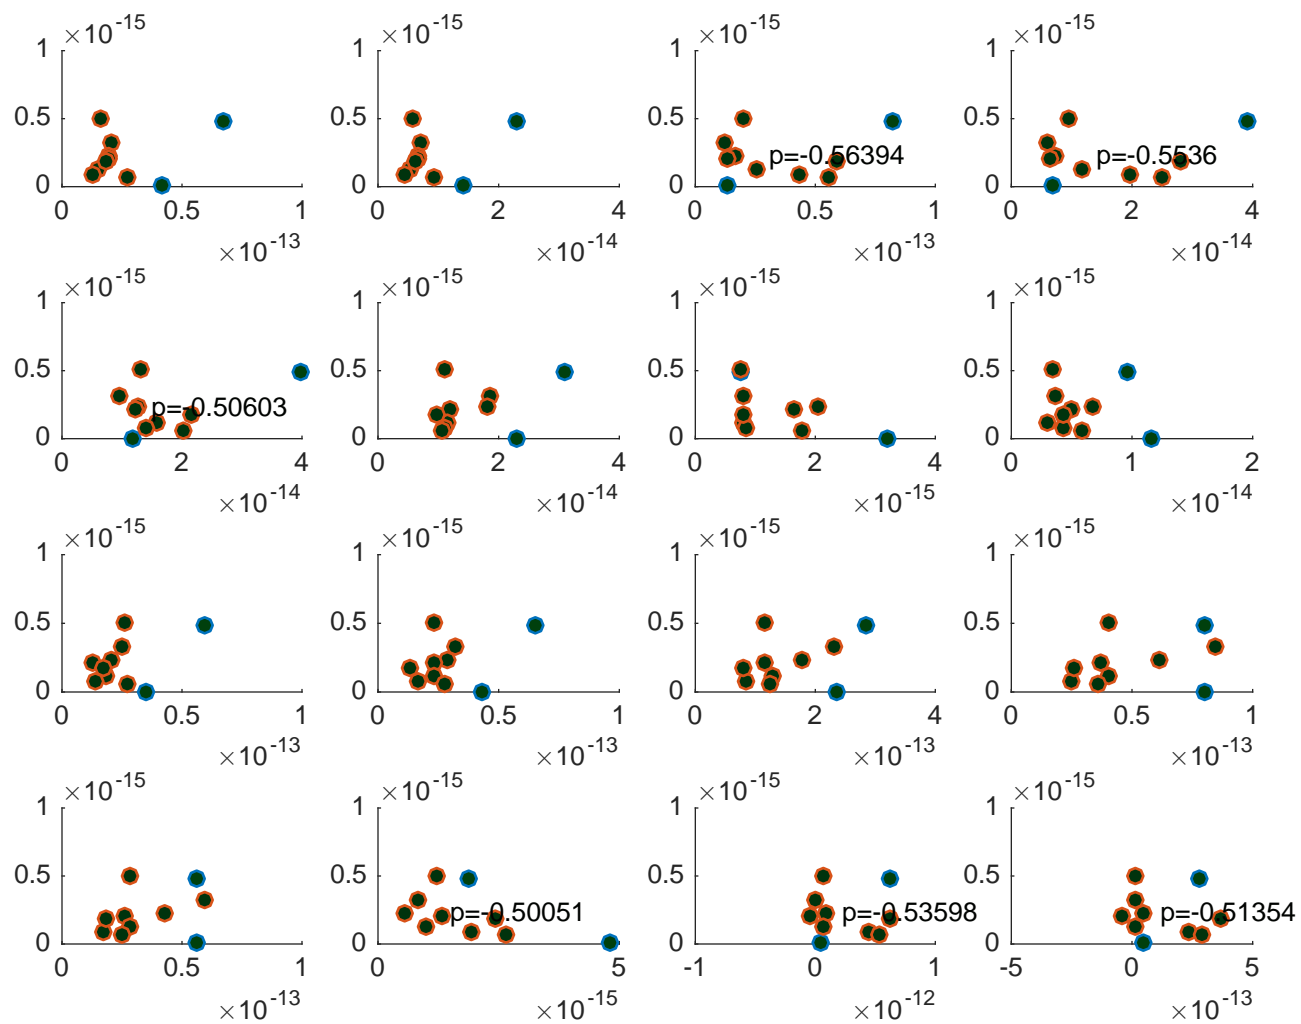 ×10-15 ×10-15 ×10-15 ×10-15
1 1 1 1
0.5 0.5 0.5 0.5
p=-0.56394 p=-0.5536
0 0 0 0
0 0.5 1 0 2 4 0 0.5 1 0 2 4
×10-13 ×10-14 ×10-13 ×10-14
×10-15 ×10-15 ×10-15 ×10-15
1 1 1 1
0.5 0.5 0.5 0.5
p=-0.50603
0 0 0 0
0 2 4 0 2 4 0 2 4 0 1 2
×10-14 ×10-14 ×10-15 ×10-14
×10-15 ×10-15 ×10-15 ×10-15
1 1 1 1
0.5 0.5 0.5 0.5
0 0 0 0
0 0.5 1 0 0.5 1 0 2 4 0 0.5 1
×10-13 ×10-13 ×10-13 ×10-13
×10-15 ×10-15 ×10-15 ×10-15
1 1 1 1
0.5 0.5 0.5 0.5
p=-0.50051 p=-0.53598 p=-0.51354
0 0 0 0
0 0.5 1 0 5 -1 0 1 -5 0 5
×10-13 ×10-15 ×10-12 ×10-13